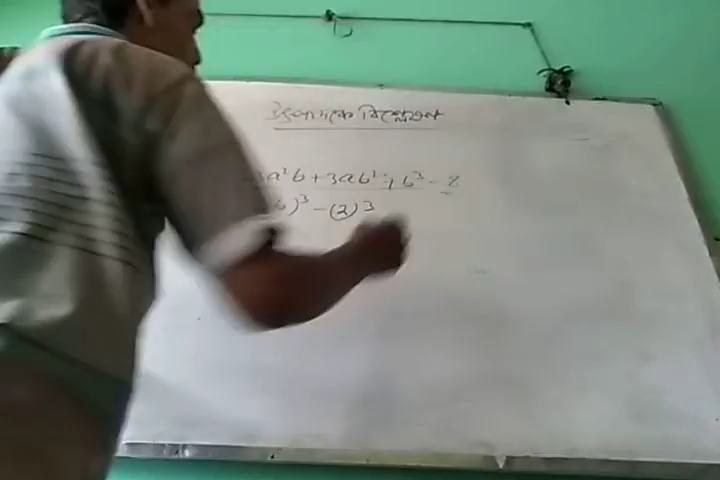 উৎপাদকে বিশ্লেষণ
3a²b + 3ab² + b³ - 8
b)³ - (2)³